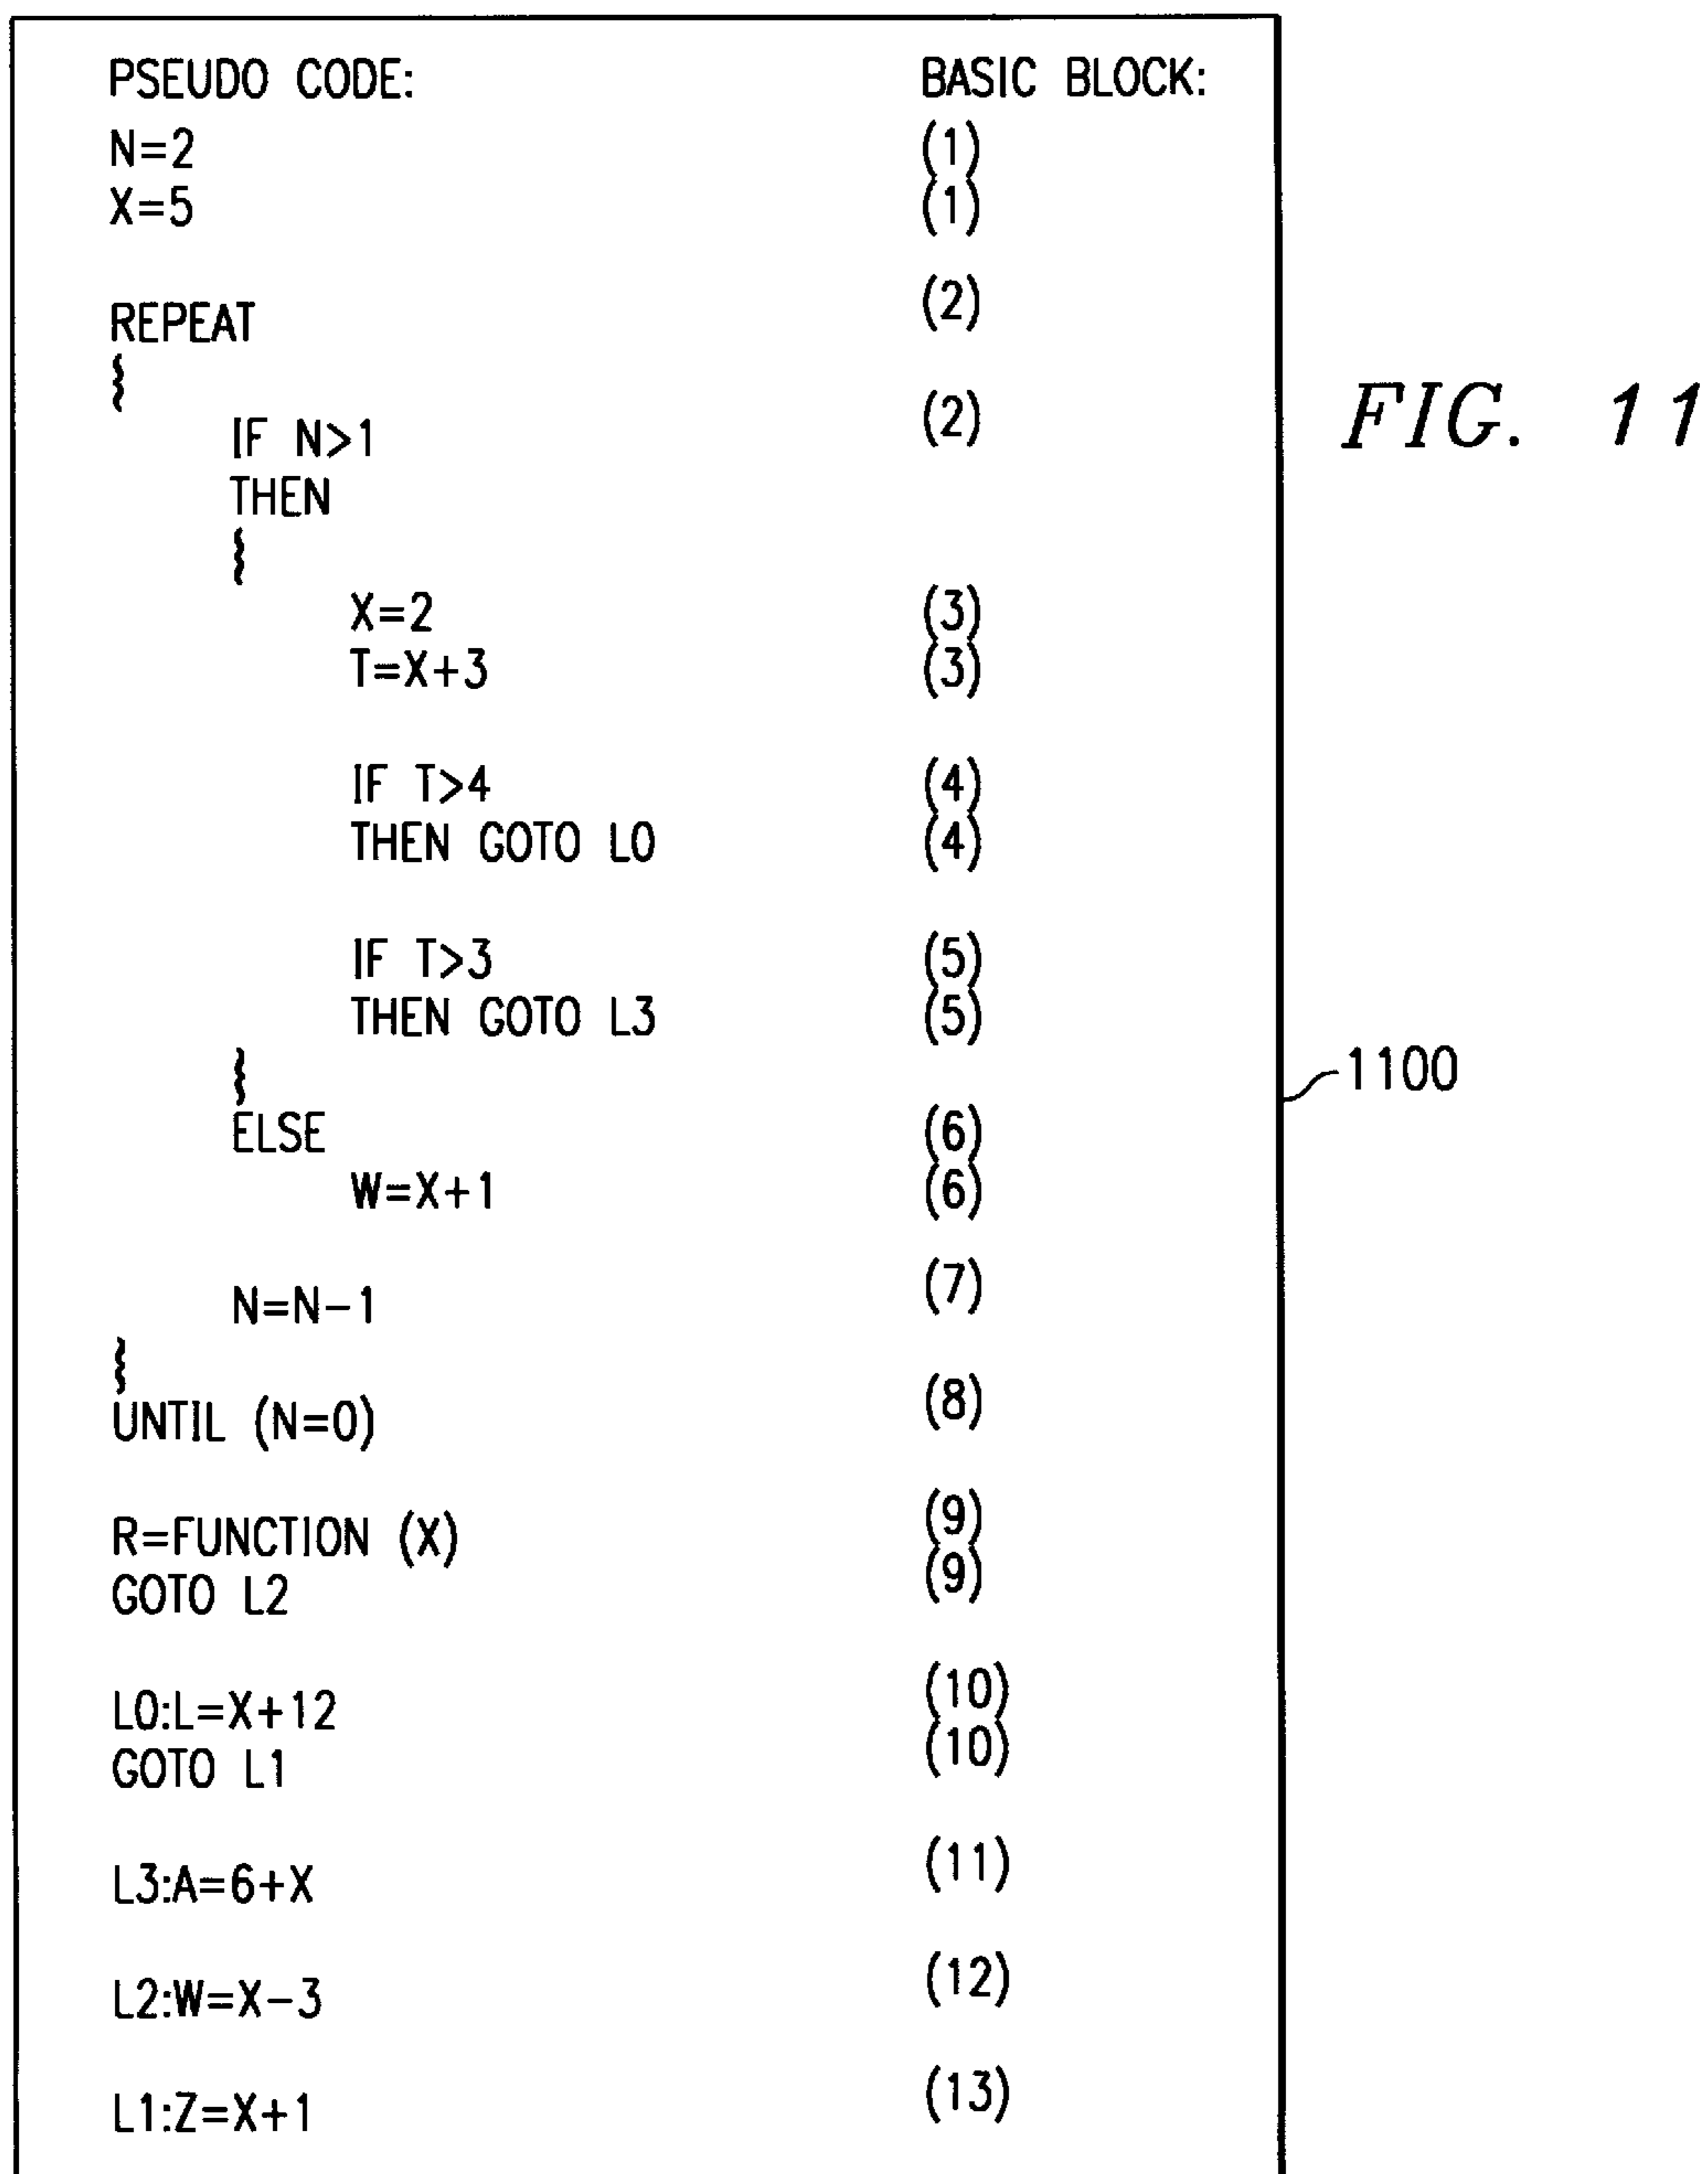 PSEUDO CODE: BASIC BLOCK:
N=2 (1)
X=5 (1)
REPEAT (2)
{
IF N>1 (2)
THEN
{
X=2 (3)
T=X+3 (3)
IF T>4 (4)
THEN GOTO L0 (4)
IF T>3 (5)
THEN GOTO L3 (5)
}
ELSE (6)
W=X+1 (6)
N=N-1 (7)
}
UNTIL (N=0) (8)
R=FUNCTION (X) (9)
GOTO L2 (9)
L0:L=X+12 (10)
GOTO L1 (10)
L3:A=6+X (11)
L2:W=X-3 (12)
L1:Z=X+1 (13)
FIG. 11
1100